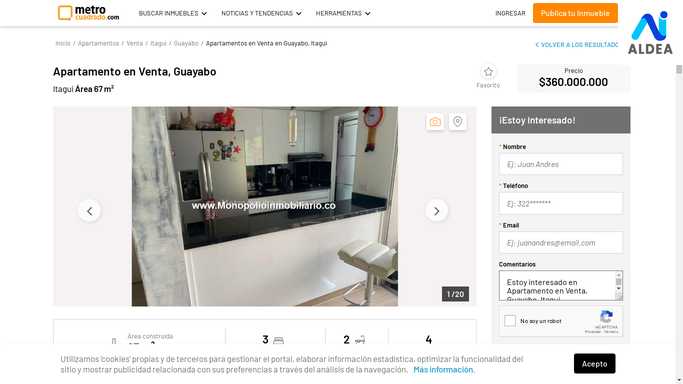 metro
cuadrado.com
BUSCAR INMUEBLES
NOTICIAS Y TENDENCIAS
HERRAMIENTAS
INGRESAR
Publica tu Inmueble
ALDEA
Inicio / Apartamentos / Venta / Itagui / Guayabo / Apartamentos en Venta en Guayabo, Itagui
< VOLVER A LOS RESULTADO
Apartamento en Venta, Guayabo
Itagui Área 67 m²
Favorito
Precio
$360.000.000
www.Monopolioinmobiliario.co
1 / 20
¡Estoy Interesado!
* Nombre
Ej: Juan Andres
* Teléfono
Ej: 322*******
* Email
Ej: juanandres@email.com
Comentarios
Estoy interesado en
Apartamento en Venta,
Guayabo, Itagui
No soy un robot
reCAPTCHA
Privacidad - Términos
Área construida
3
2
4
Utilizamos 'cookies' propias y de terceros para gestionar el portal, elaborar información estadística, optimizar la funcionalidad del
sitio y mostrar publicidad relacionada con sus preferencias a través del análisis de la navegación. Más información.
Acepto